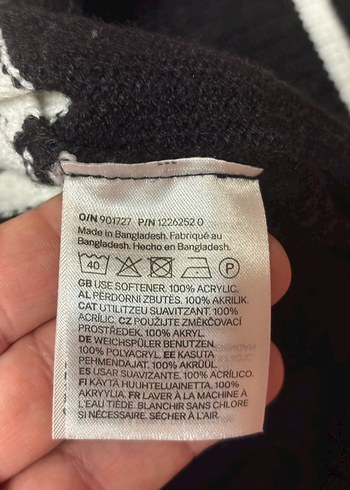 O/N 901727 P/N 1226252.0
Made in Bangladesh. Fabriqué au
Bangladesh. Hecho en Bangladesh.
40 P
GB USE SOFTENER. 100% ACRYLIC.
AL PËRDORNI ZBUTËS. 100% AKRILIK.
CAT UTILITZEU SUAVITZANT. 100%
ACRÍLIC. CZ POUŽIJTE ZMĚKČOVACÍ
PROSTŘEDEK. 100% AKRYL.
DE WEICHSPÜLER BENUTZEN.
100% POLYACRYL. EE KASUTA
PEHMENDAJAT. 100% AKRÜÜL.
ES USAR SUAVIZANTE. 100% ACRÍLICO.
FI KÄYTÄ HUUHTELUAINETTA. 100%
AKRYYLIA. FR LAVER À LA MACHINE À
L'EAU TIÈDE. BLANCHIR SANS CHLORE
SI NÉCESSAIRE. SÉCHER À L'AIR.